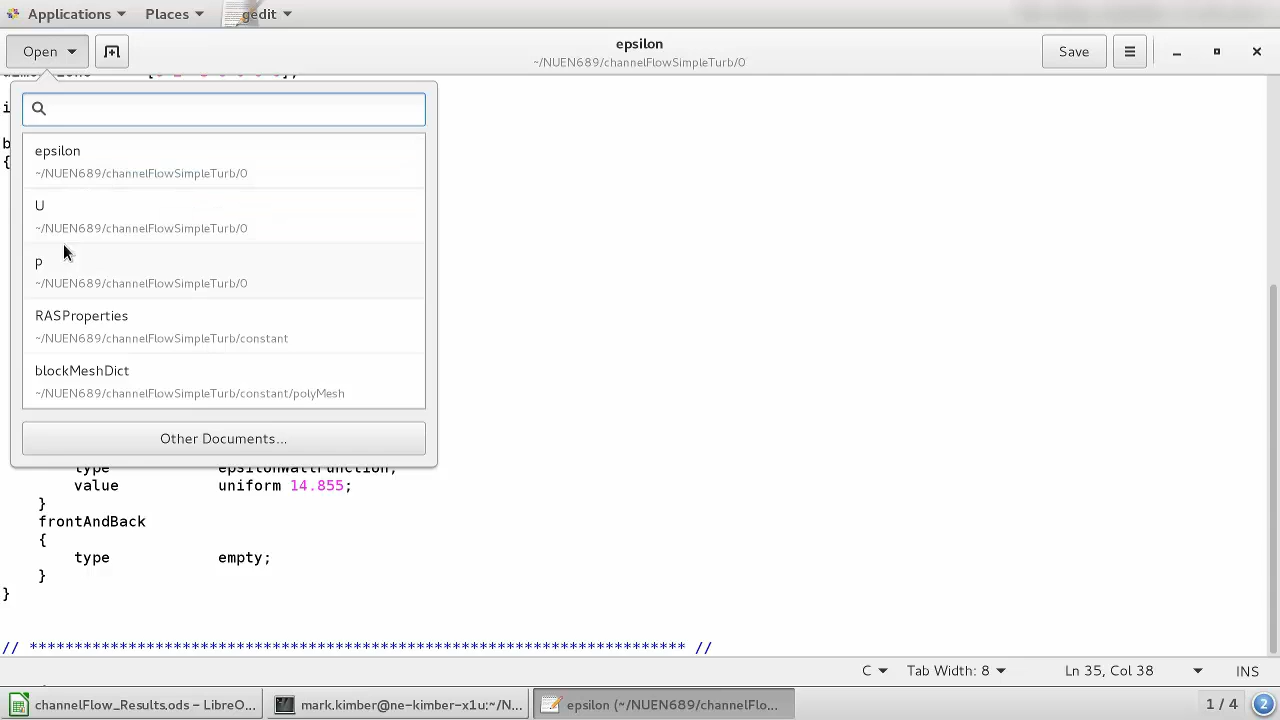 Applications Places gedit
Open epsilon Save
~/NUEN689/channelFlowSimpleTurb/0
epsilon
~/NUEN689/channelFlowSimpleTurb/0
U
~/NUEN689/channelFlowSimpleTurb/0
p
~/NUEN689/channelFlowSimpleTurb/0
RASProperties
~/NUEN689/channelFlowSimpleTurb/constant
blockMeshDict
~/NUEN689/channelFlowSimpleTurb/constant/polyMesh
Other Documents...
i
b
{
type epsilonWallFunction;
value uniform 14.855;
}
frontAndBack
{
type empty;
}
}
// ************************************************************************* //
C Tab Width: 8 Ln 35, Col 38 INS
channelFlow_Results.ods – LibreO... mark.kimber@ne-kimber-x1u:~/N... epsilon (~/NUEN689/channelFlo... 1 / 4 2